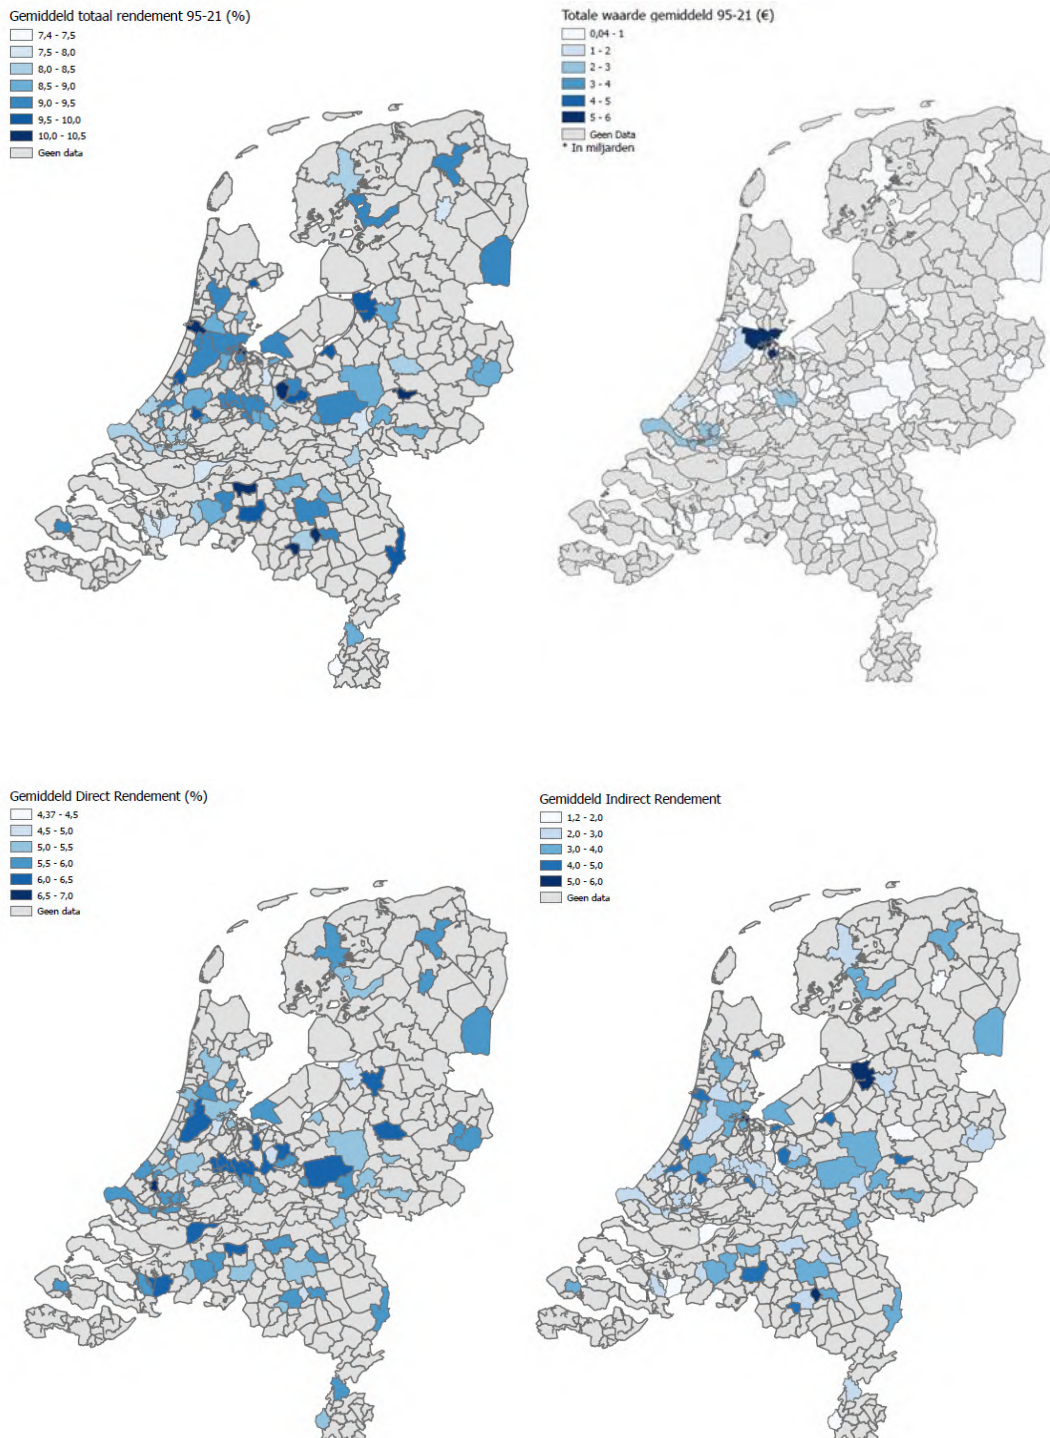 Gemiddeld totaal rendement 95-21 (%)
7,4 - 7,5
7,5 - 8,0
8,0 - 8,5
8,5 - 9,0
9,0 - 9,5
9,5 - 10,0
10,0 - 10,5
Geen data
Totale waarde gemiddeld 95-21 (€)
0,04 - 1
1 - 2
2 - 3
3 - 4
4 - 5
5 - 6
Geen Data
* In miljarden
Gemiddeld Direct Rendement (%)
4,37 - 4,5
4,5 - 5,0
5,0 - 5,5
5,5 - 6,0
6,0 - 6,5
6,5 - 7,0
Geen data
Gemiddeld Indirect Rendement
1,2 - 2,0
2,0 - 3,0
3,0 - 4,0
4,0 - 5,0
5,0 - 6,0
Geen data